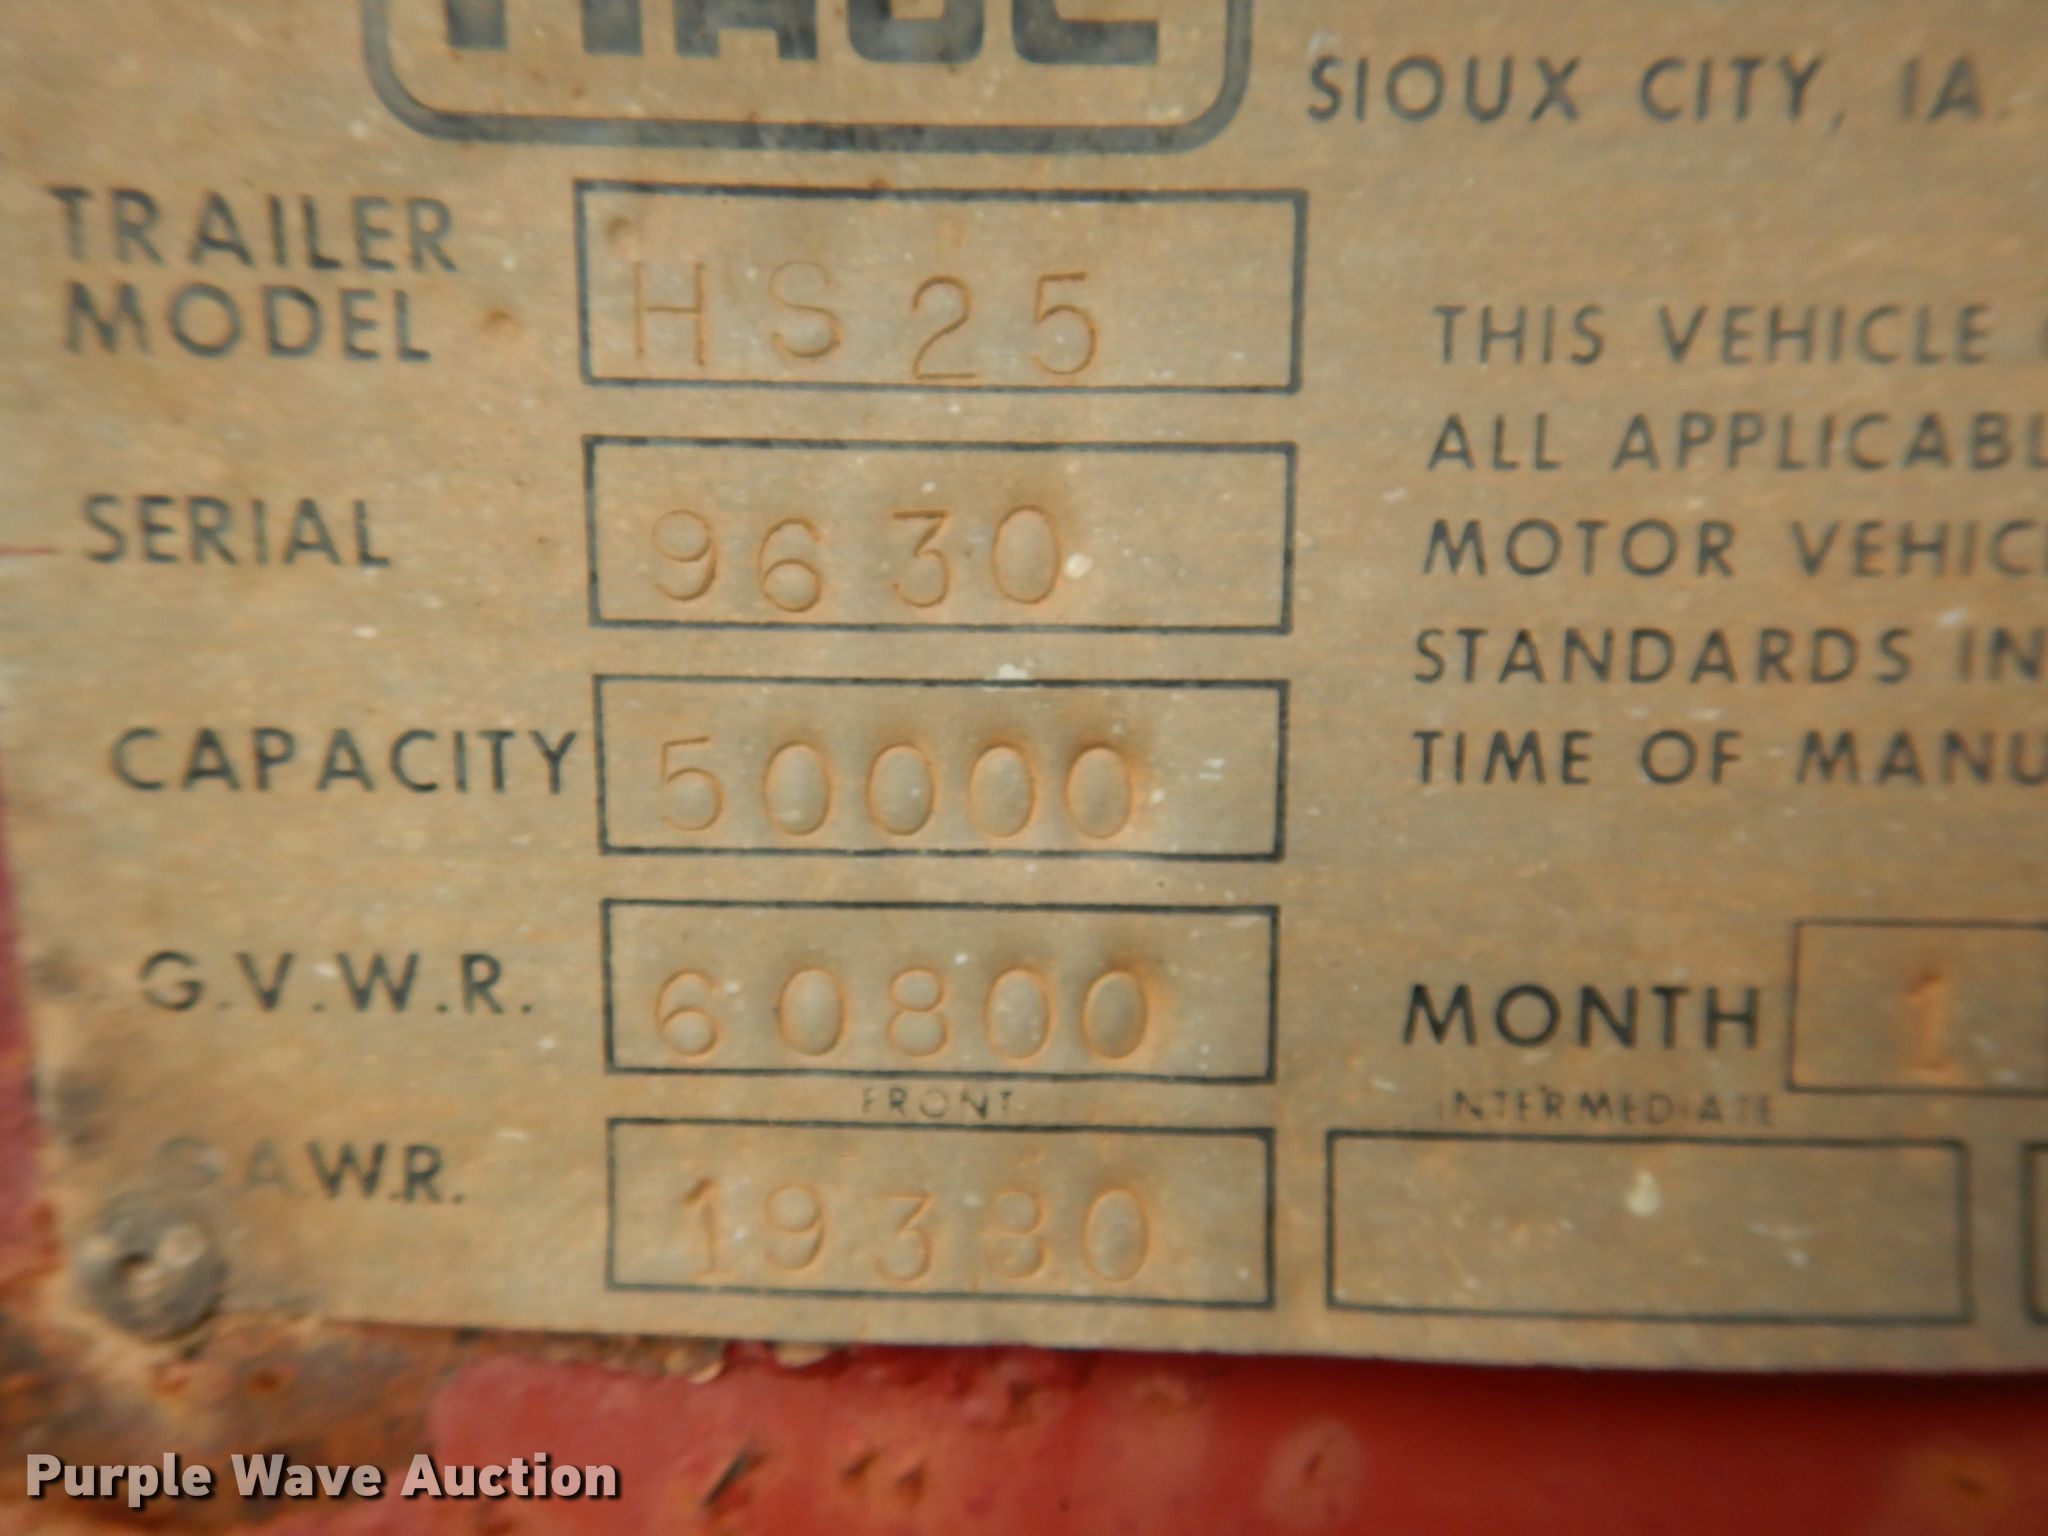 SIOUX CITY, IA.
TRAILER
MODEL
HS25
THIS VEHICLE
ALL APPLICABL
SERIAL
9630
MOTOR VEHIC
STANDARDS IN
CAPACITY
50000
TIME OF MANU
G.V.W.R.
60800
MONTH
1
FRONT
INTERMEDIATE
G.A.W.R.
19380
Purple Wave Auction